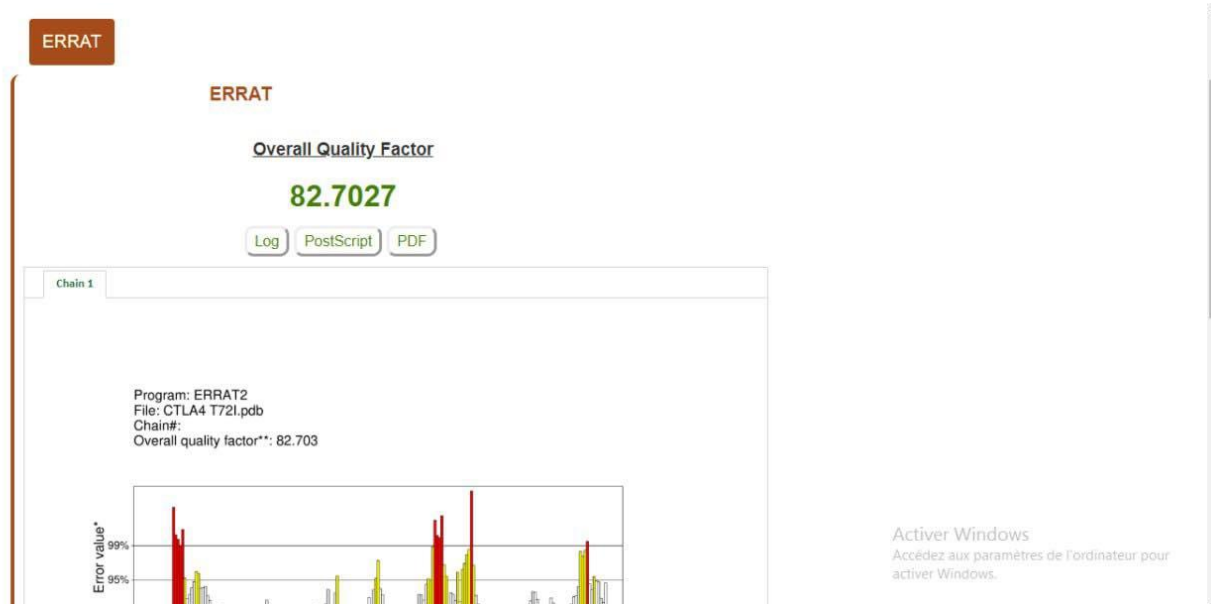 ERRAT
ERRAT
Overall Quality Factor
82.7027
Log PostScript PDF
Chain 1
Program: ERRAT2
File: CTLA4 T72I.pdb
Chain#:
Overall quality factor**: 82.703
Error value*
99%
95%
Activer Windows
Accédez aux paramètres de l'ordinateur pour
activer Windows.